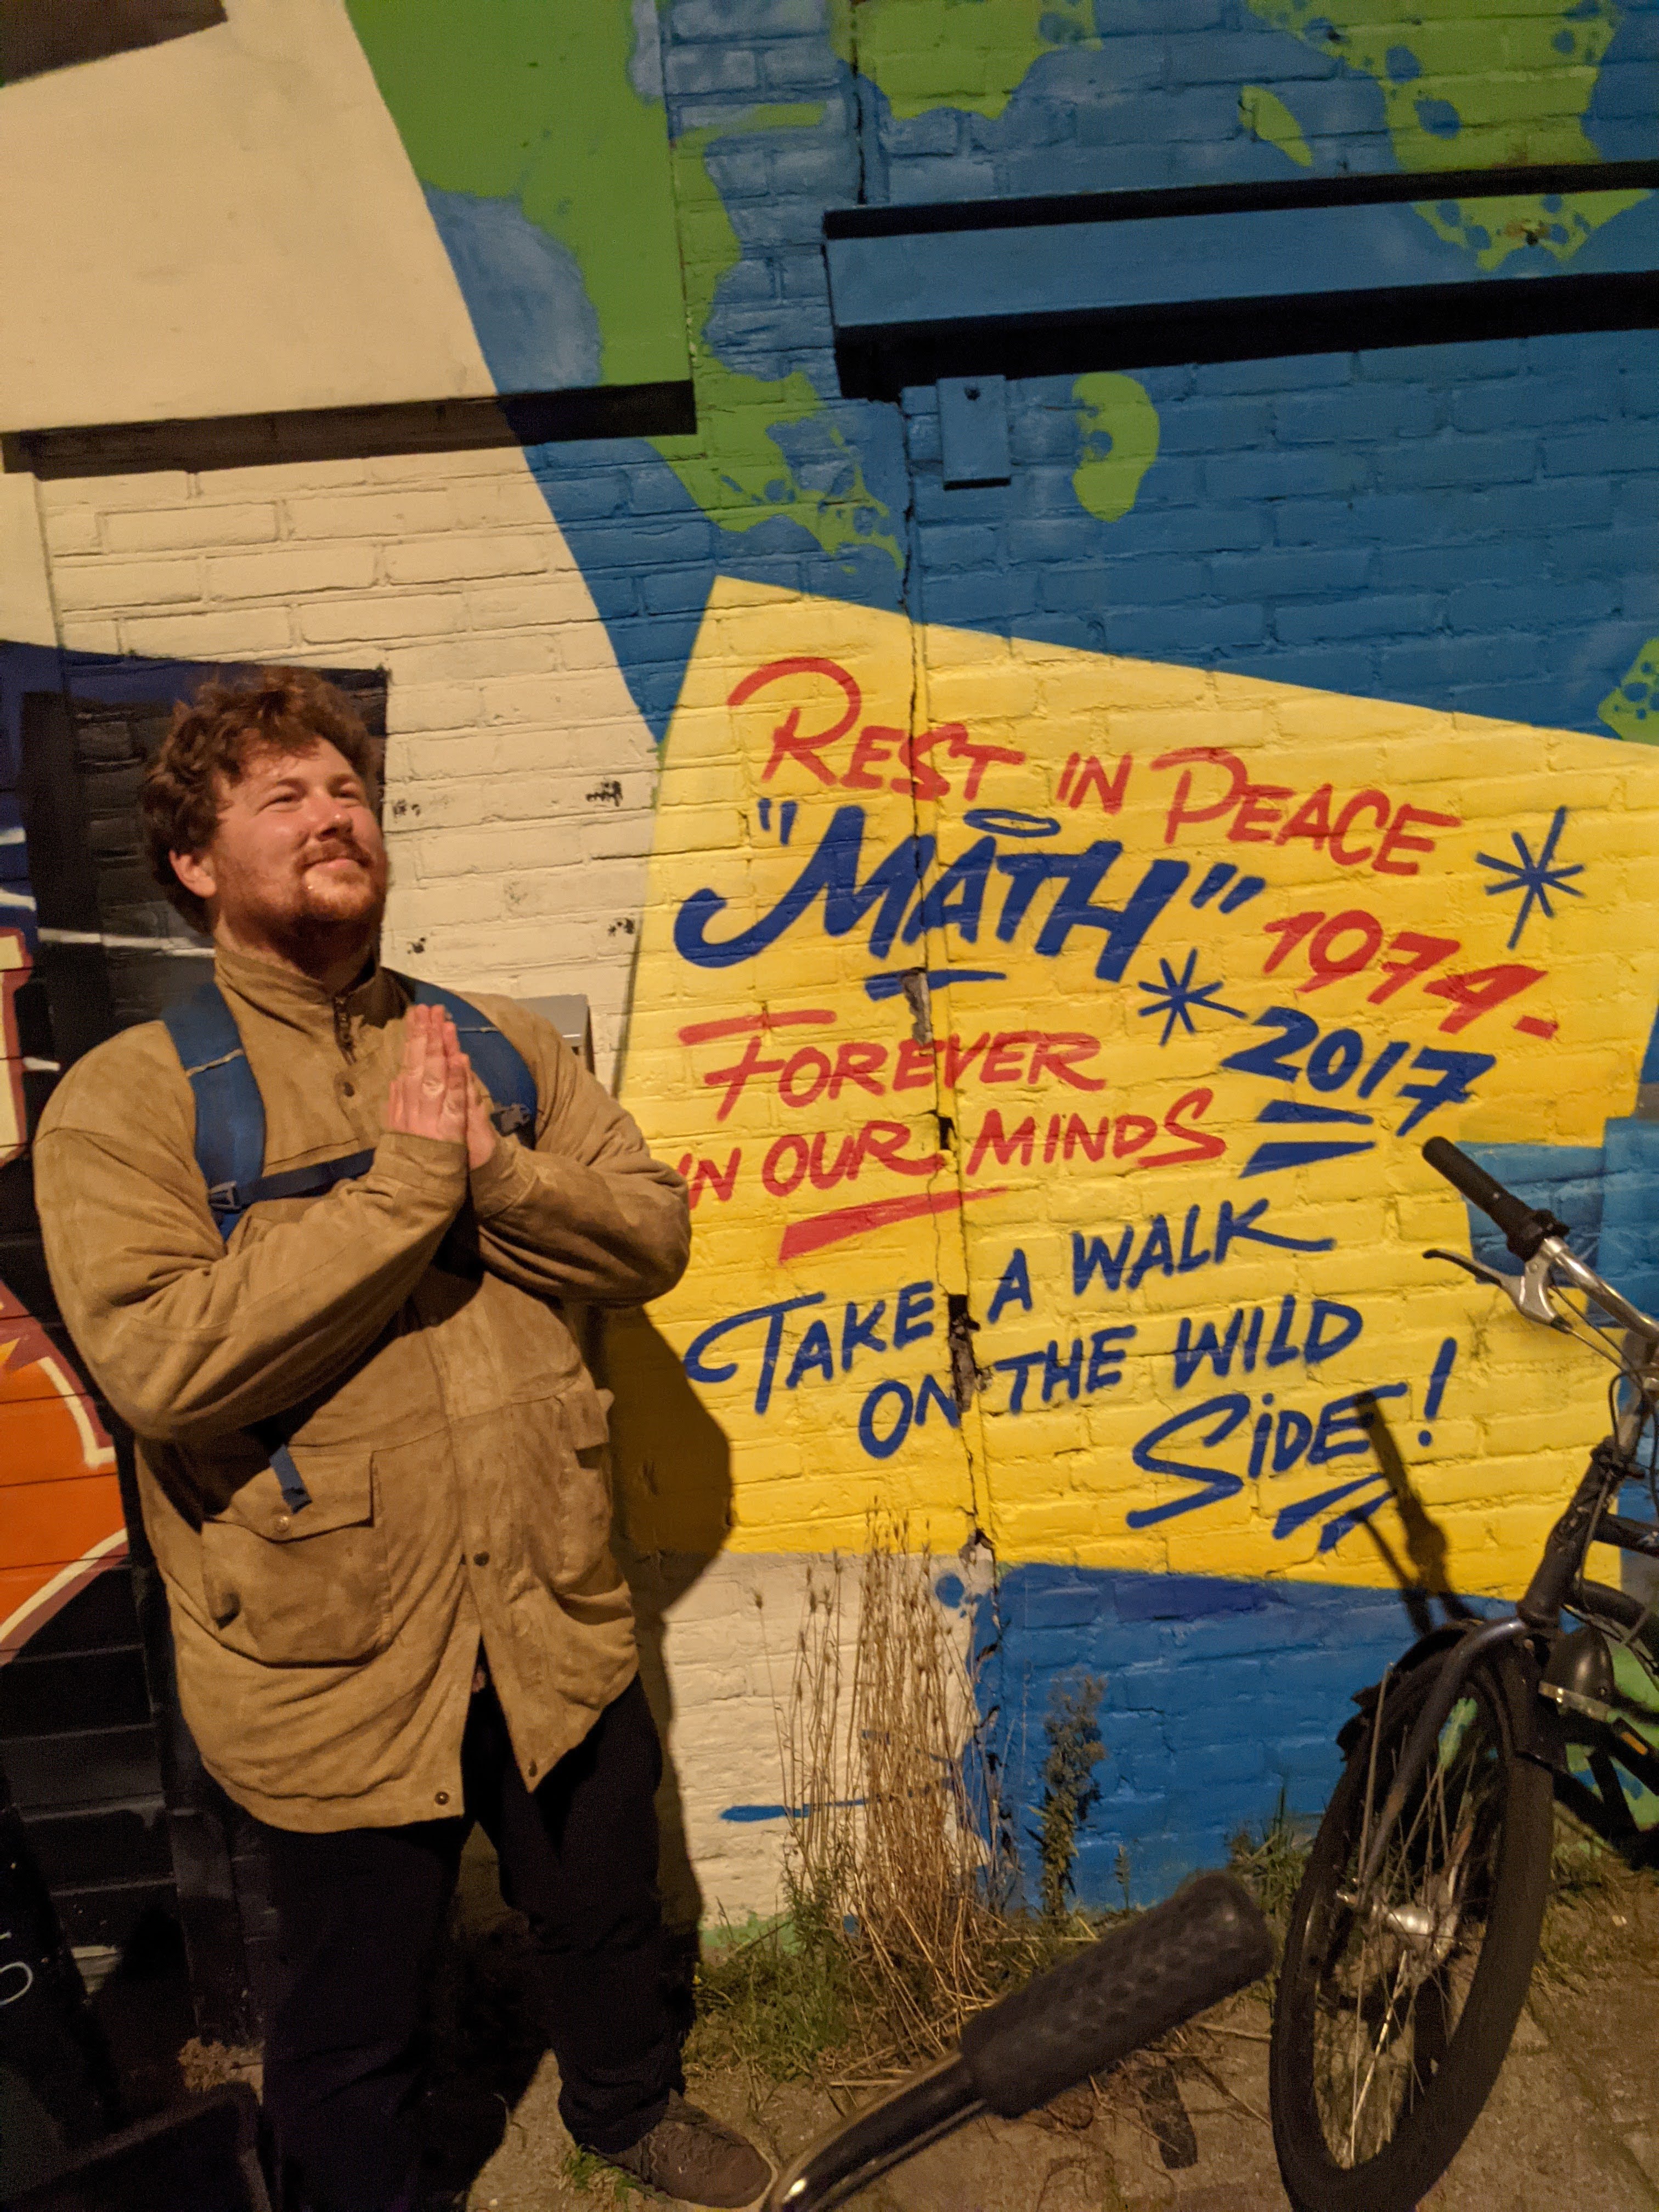 REST IN PEACE
"MATH" 1974-
2017
FOREVER
IN OUR MINDS
TAKE A WALK
ON THE WILD
SiDE!